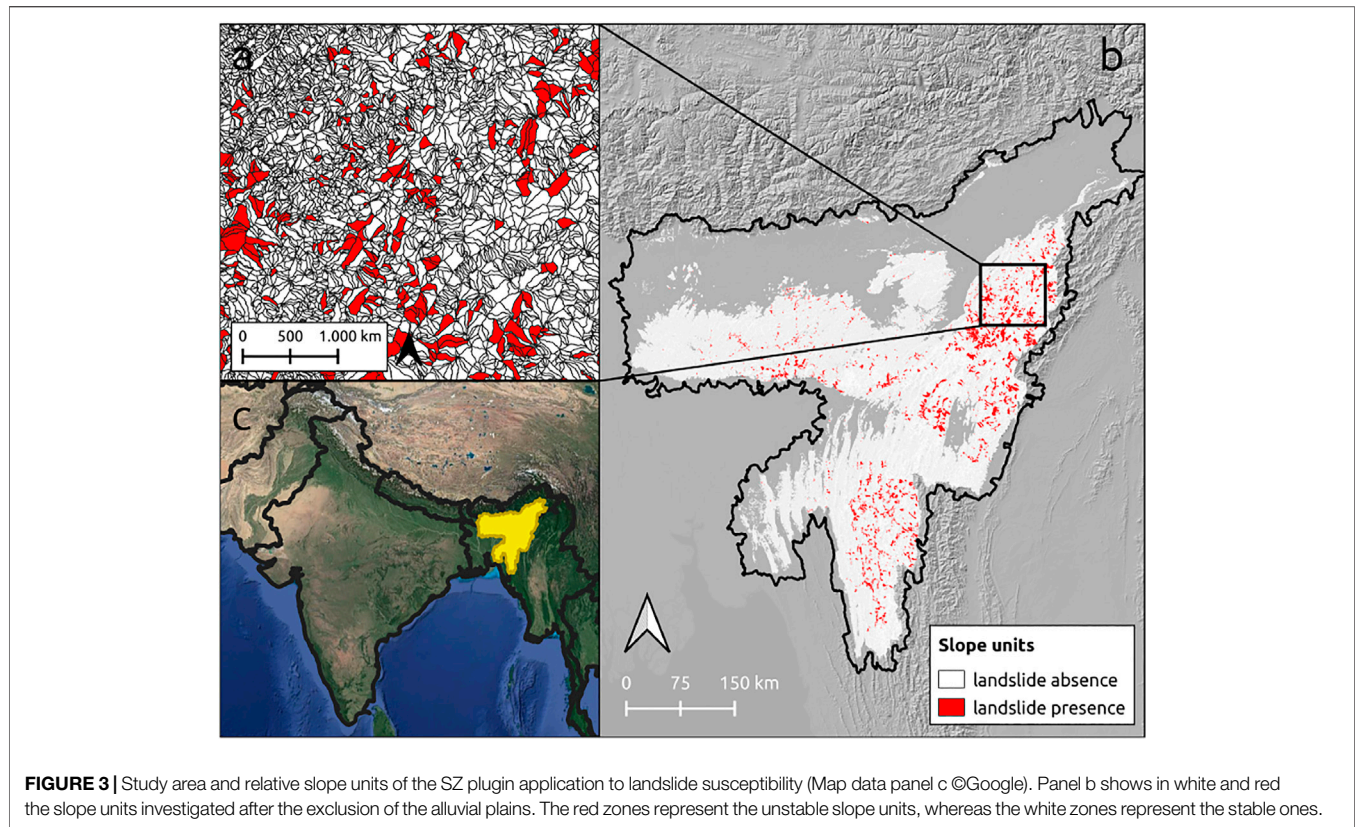 a
0 500 1.000 km
b
c
0 75 150 km
Slope units
landslide absence
landslide presence
FIGURE 3 | Study area and relative slope units of the SZ plugin application to landslide susceptibility (Map data panel c ©Google). Panel b shows in white and red
the slope units investigated after the exclusion of the alluvial plains. The red zones represent the unstable slope units, whereas the white zones represent the stable ones.